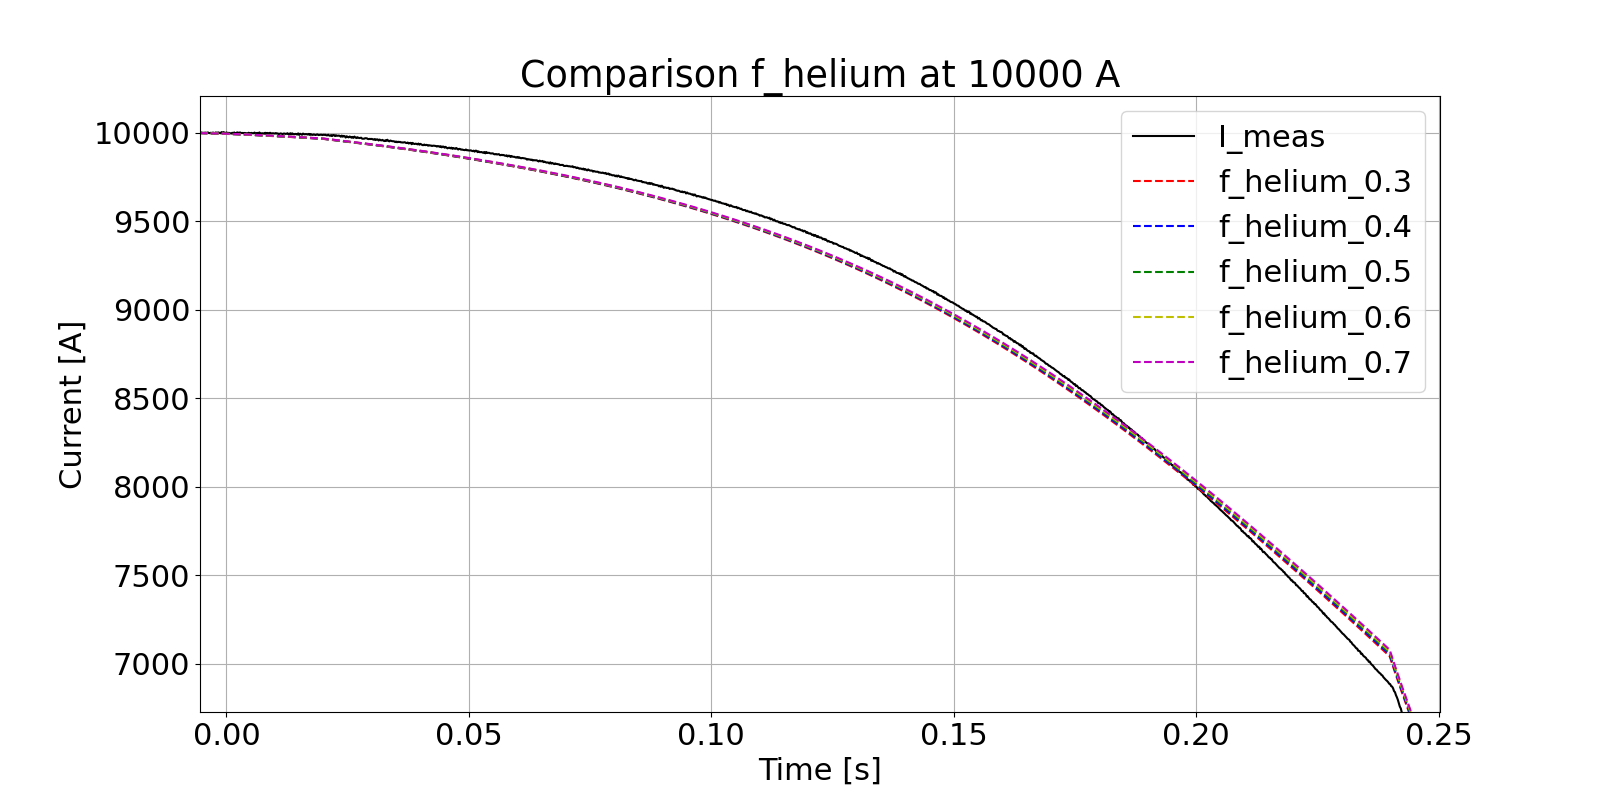 Comparison f_helium at 10000 A
10000
9500
9000
8500
8000
7500
7000
Current [A]
I_meas
f_helium_0.3
f_helium_0.4
f_helium_0.5
f_helium_0.6
f_helium_0.7
0.00 0.05 0.10 0.15 0.20 0.25
Time [s]